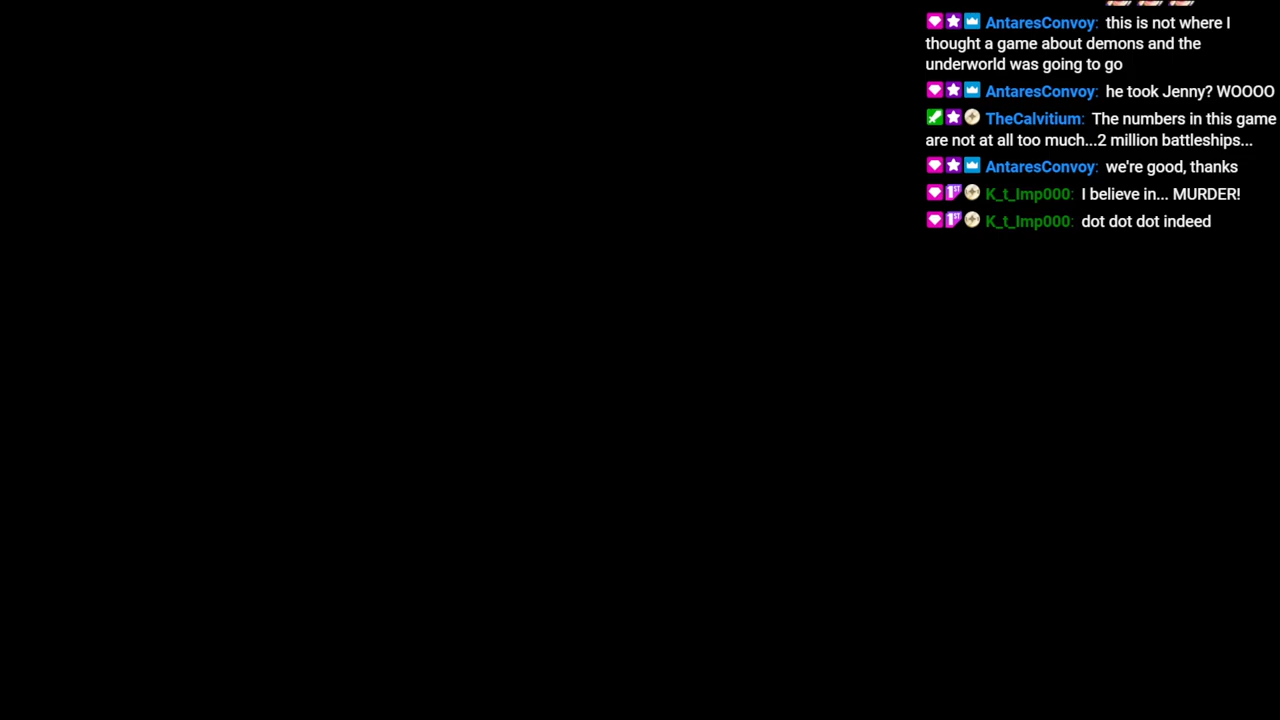 AntaresConvoy: this is not where I
thought a game about demons and the
underworld was going to go
AntaresConvoy: he took Jenny? WOOOO
TheCalvitium: The numbers in this game
are not at all too much...2 million battleships...
AntaresConvoy: we're good, thanks
K_t_Imp000: I believe in... MURDER!
K_t_Imp000: dot dot dot indeed